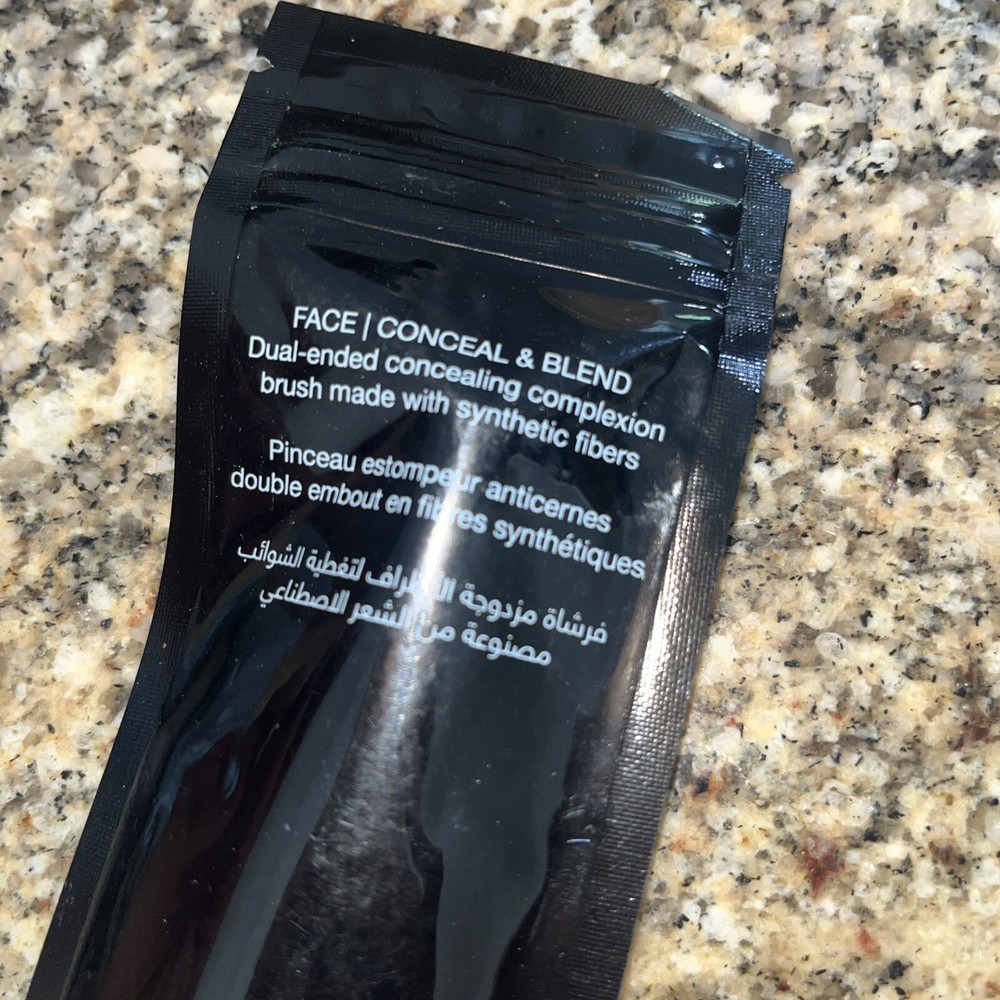 FACE | CONCEAL & BLEND
Dual-ended concealing complexion
brush made with synthetic fibers
Pinceau estompeur anticernes
double embout en fibres synthétiques
فرشاة مزدوجة الأطراف لتغطية الشوائب
مصنوعة من الشعر الاصطناعي